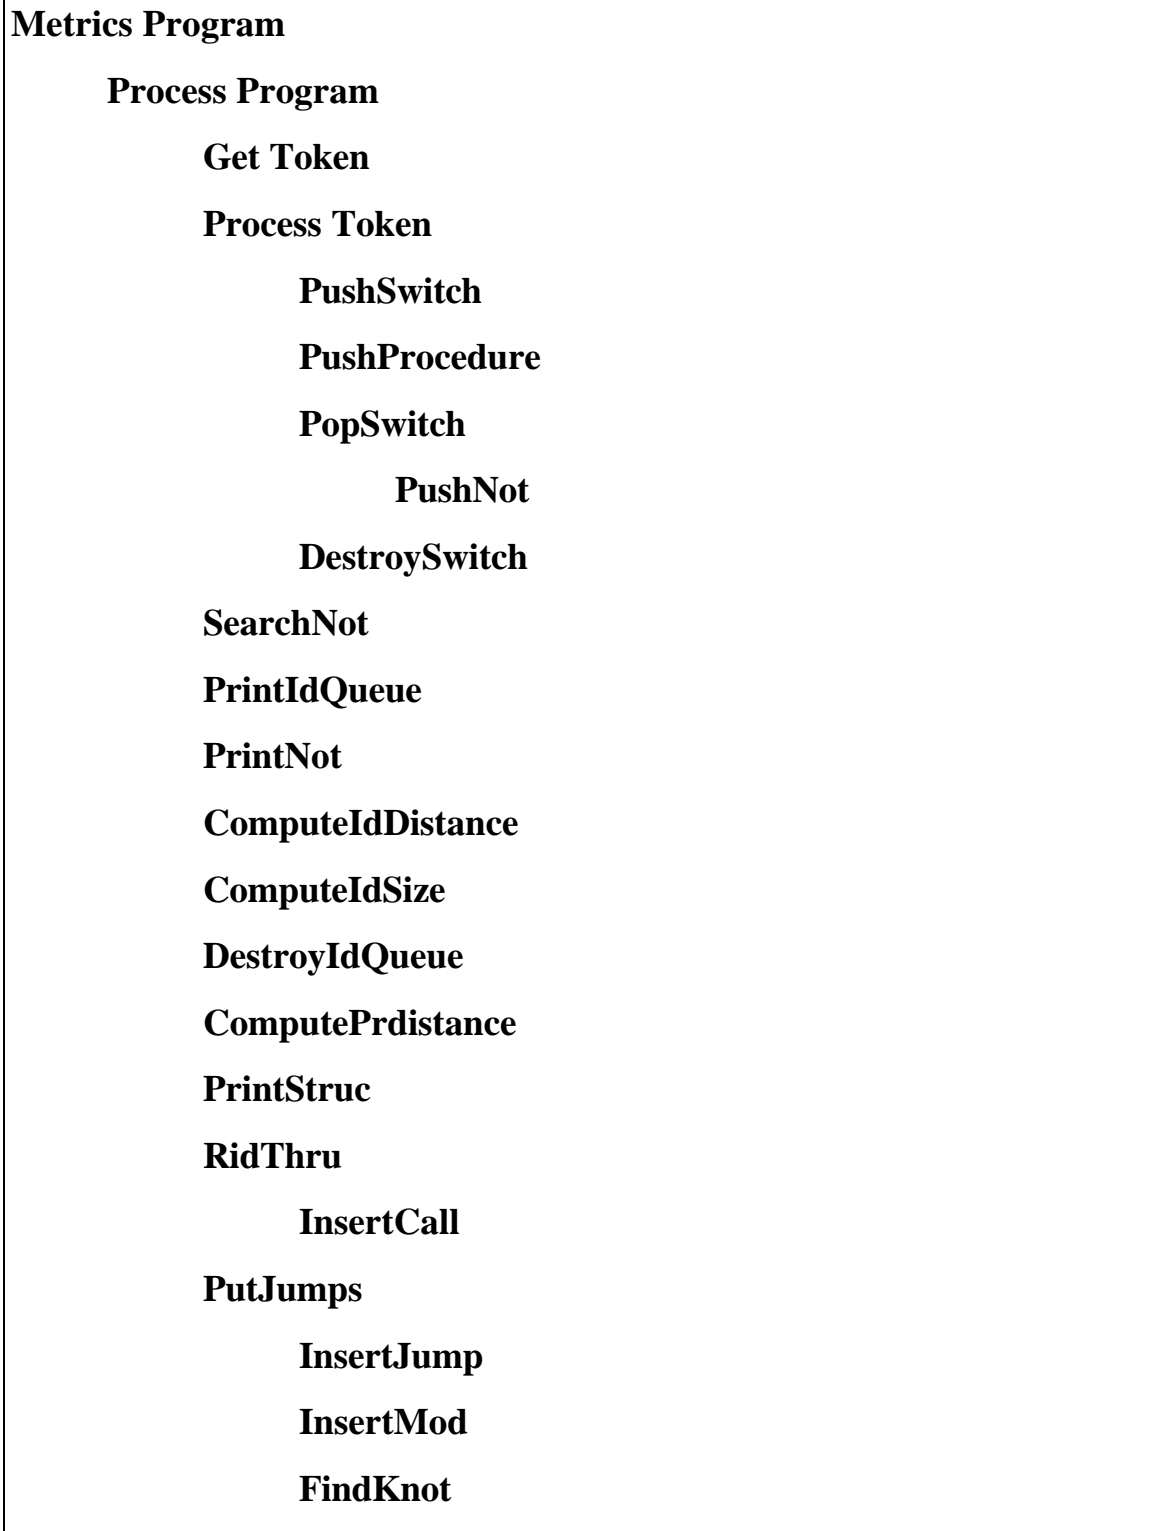 Metrics Program
Process Program
Get Token
Process Token
PushSwitch
PushProcedure
PopSwitch
PushNot
DestroySwitch
SearchNot
PrintIdQueue
PrintNot
ComputeIdDistance
ComputeIdSize
DestroyIdQueue
ComputePrdistance
PrintStruc
RidThru
InsertCall
PutJumps
InsertJump
InsertMod
FindKnot